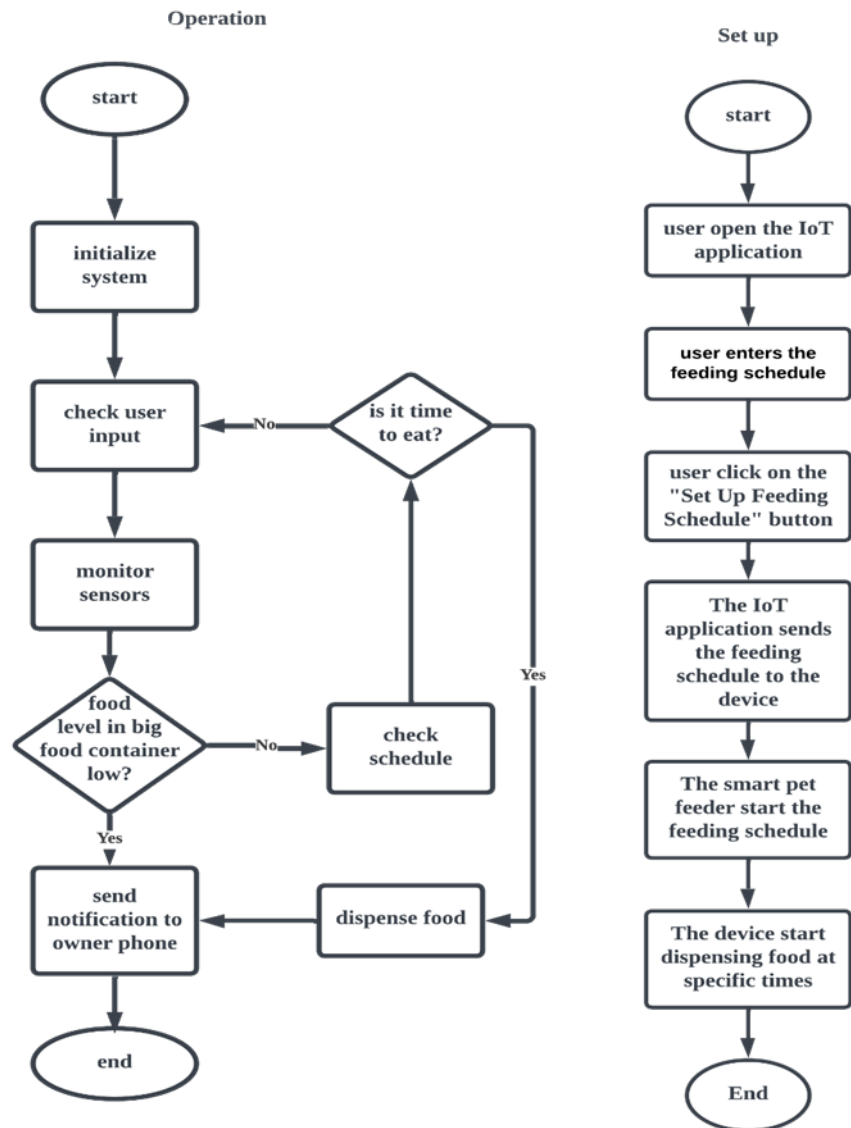 Operation
start
initialize
system
check user
input
No
is it time
to eat?
monitor
sensors
food
level in big
food container
low?
No
check
schedule
Yes
Yes
send
notification to
owner phone
dispense food
end
Set up
start
user open the IoT
application
user enters the
feeding schedule
user click on the
"Set Up Feeding
Schedule" button
The IoT
application sends
the feeding
schedule to the
device
The smart pet
feeder start the
feeding schedule
The device start
dispensing food at
specific times
End